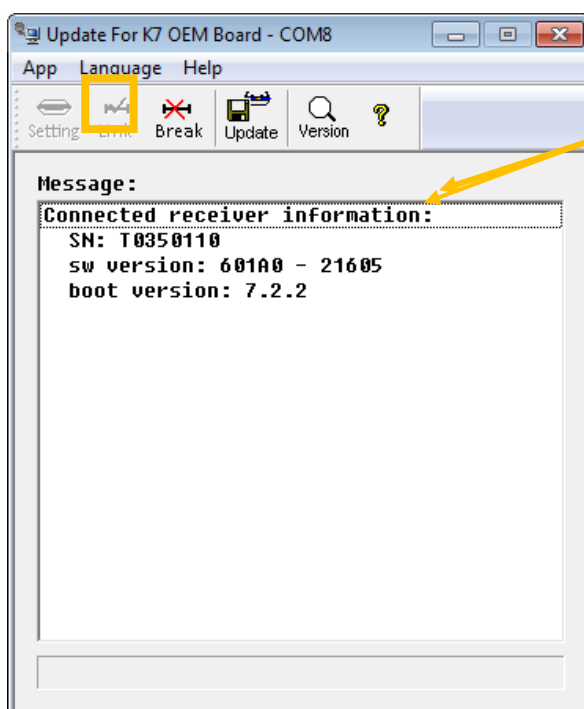 Update For K7 OEM Board - COM8
App Language Help
Setting Link Break Update Version
Message:
Connected receiver information:
SN: T0350110
sw version: 601A0 - 21605
boot version: 7.2.2